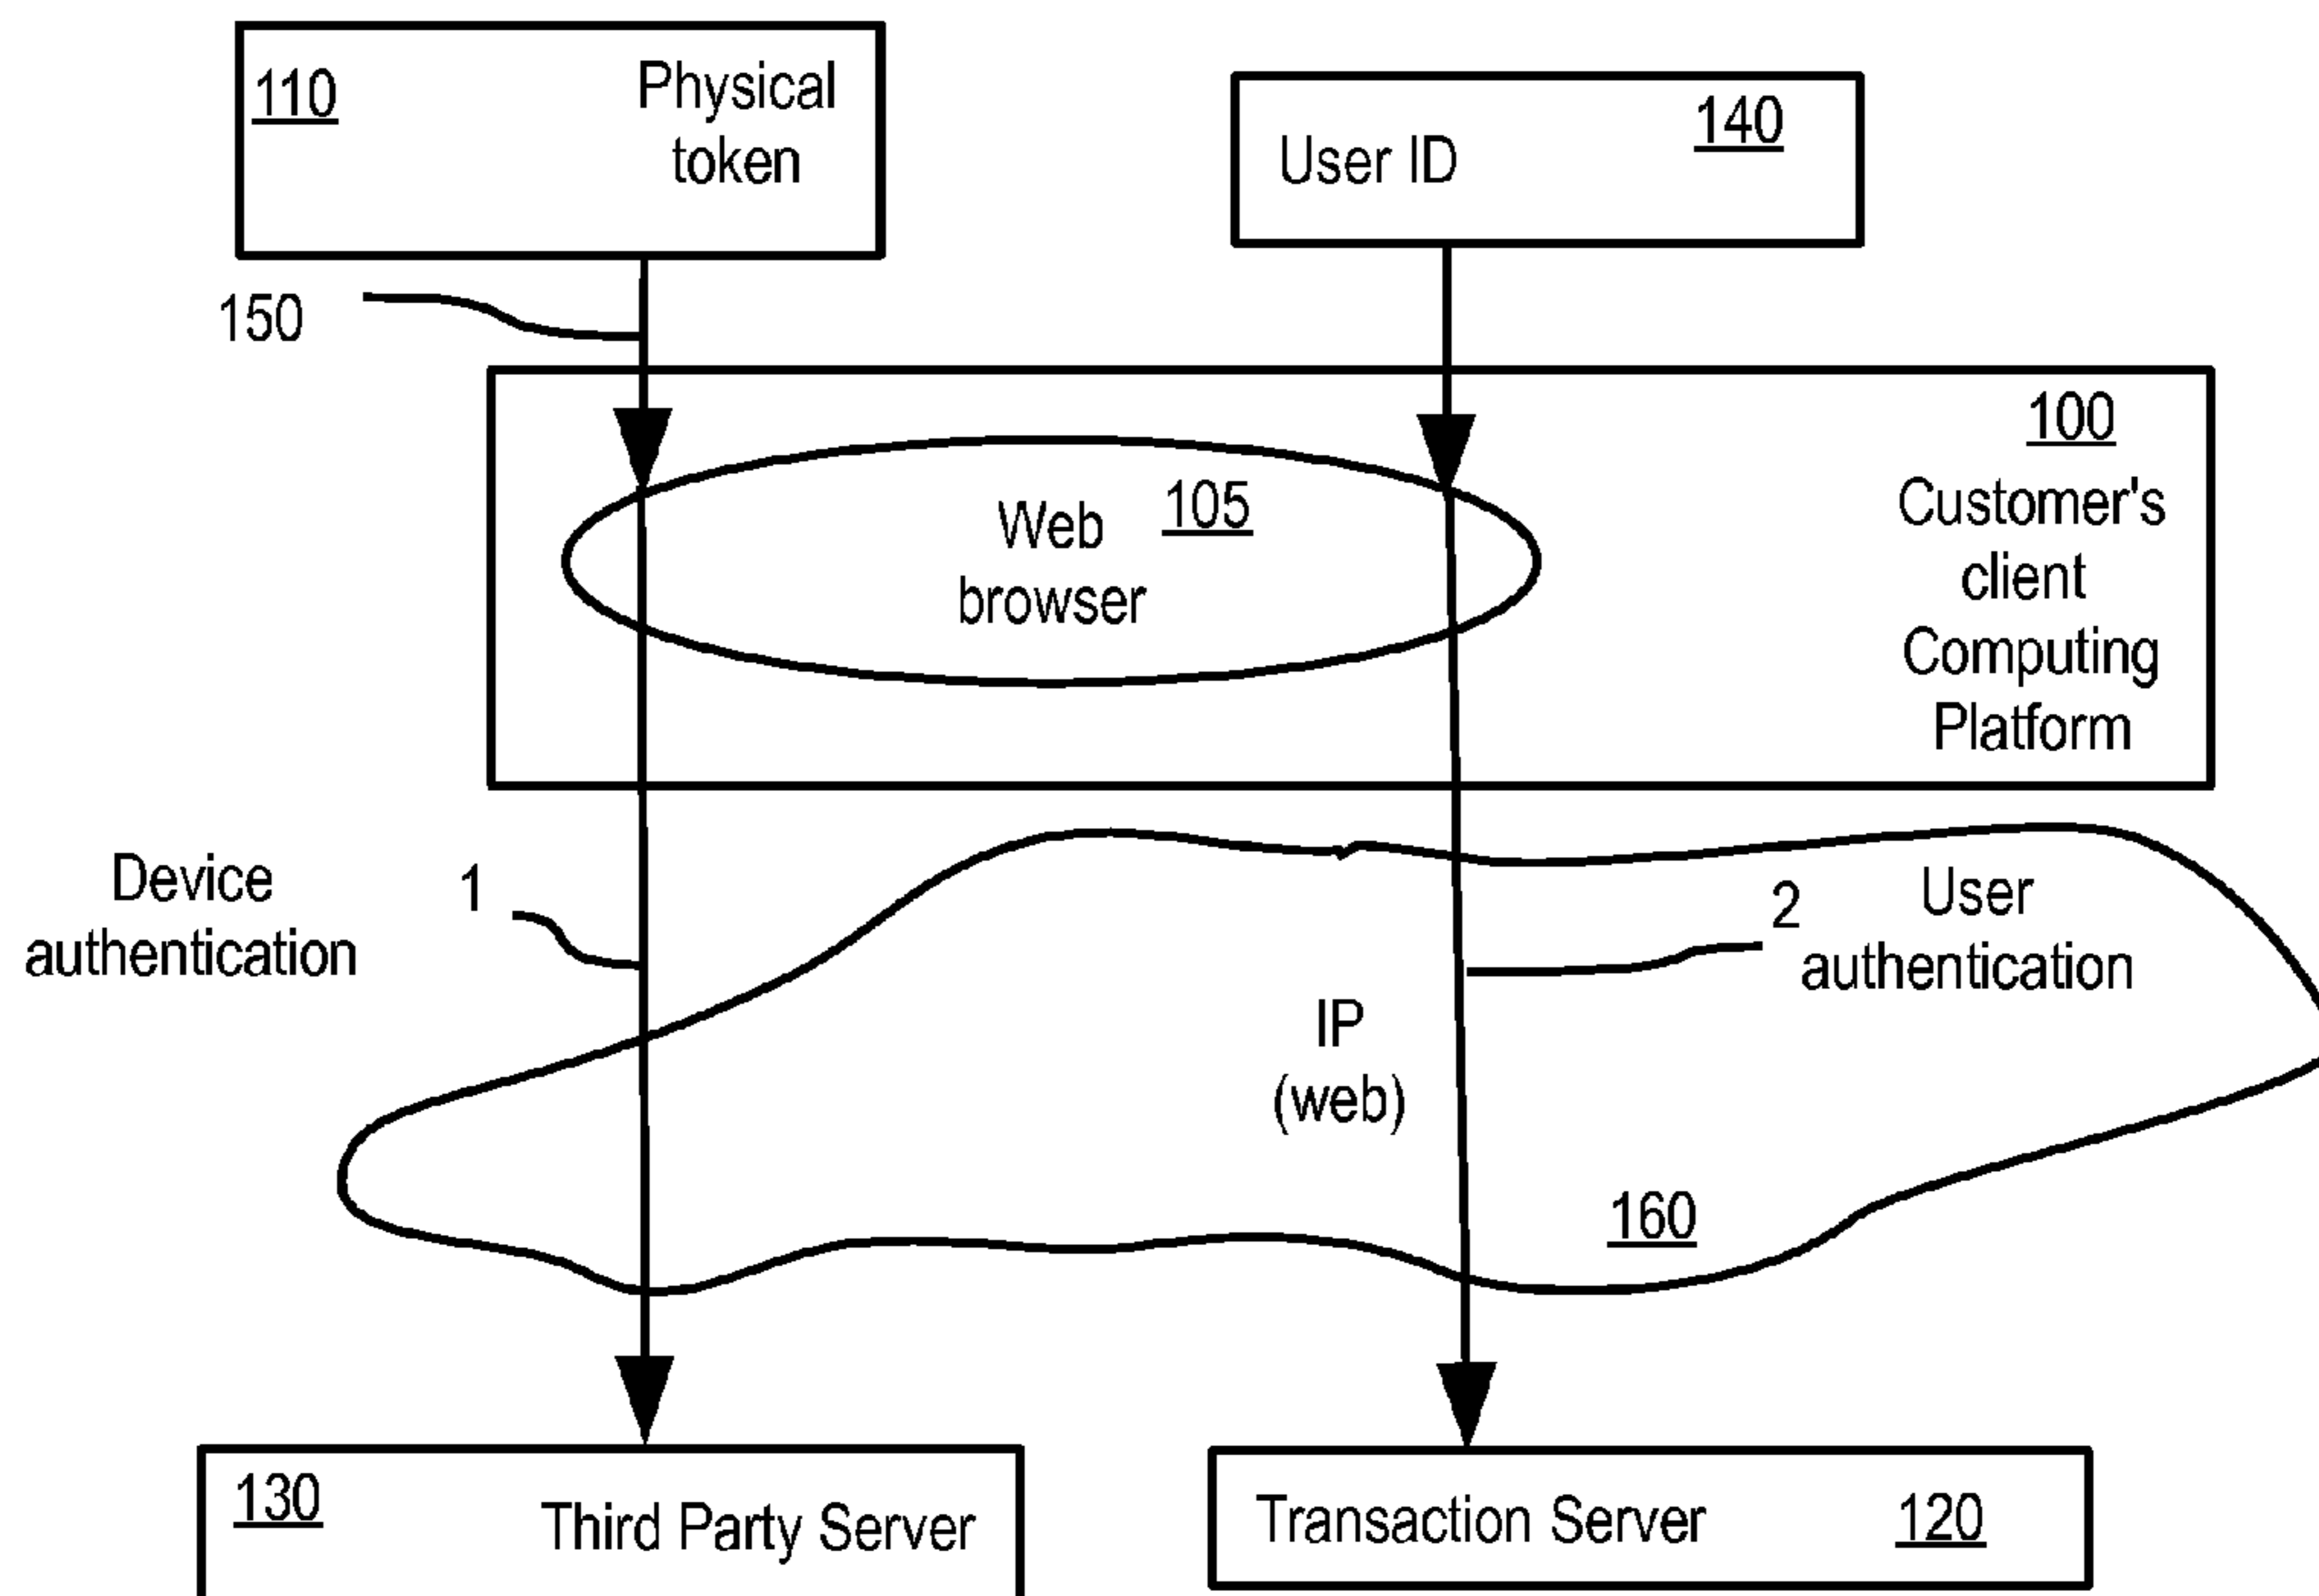 110
Physical
token
140
User ID
150
100
Customer's
client
Computing
Platform
105
Web
browser
Device
authentication
1
2
User
authentication
IP
(web)
160
130
Third Party Server
Transaction Server
120